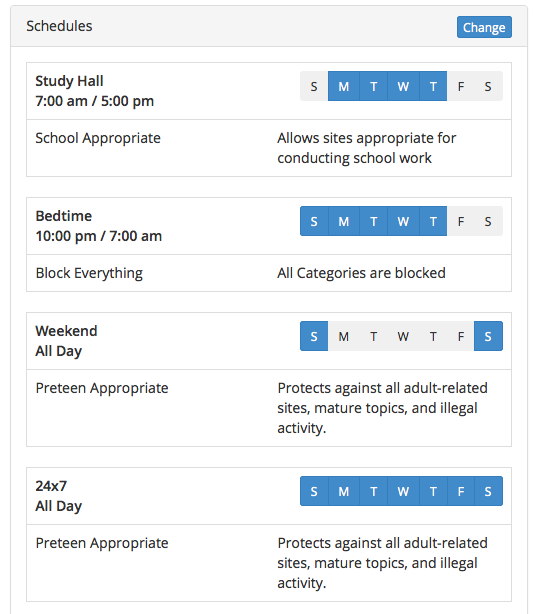 Schedules Change
Study Hall
7:00 am / 5:00 pm
S M T W T F S
School Appropriate
Allows sites appropriate for
conducting school work
Bedtime
10:00 pm / 7:00 am
S M T W T F S
Block Everything
All Categories are blocked
Weekend
All Day
S M T W T F S
Preteen Appropriate
Protects against all adult-related
sites, mature topics, and illegal
activity.
24x7
All Day
S M T W T F S
Preteen Appropriate
Protects against all adult-related
sites, mature topics, and illegal
activity.